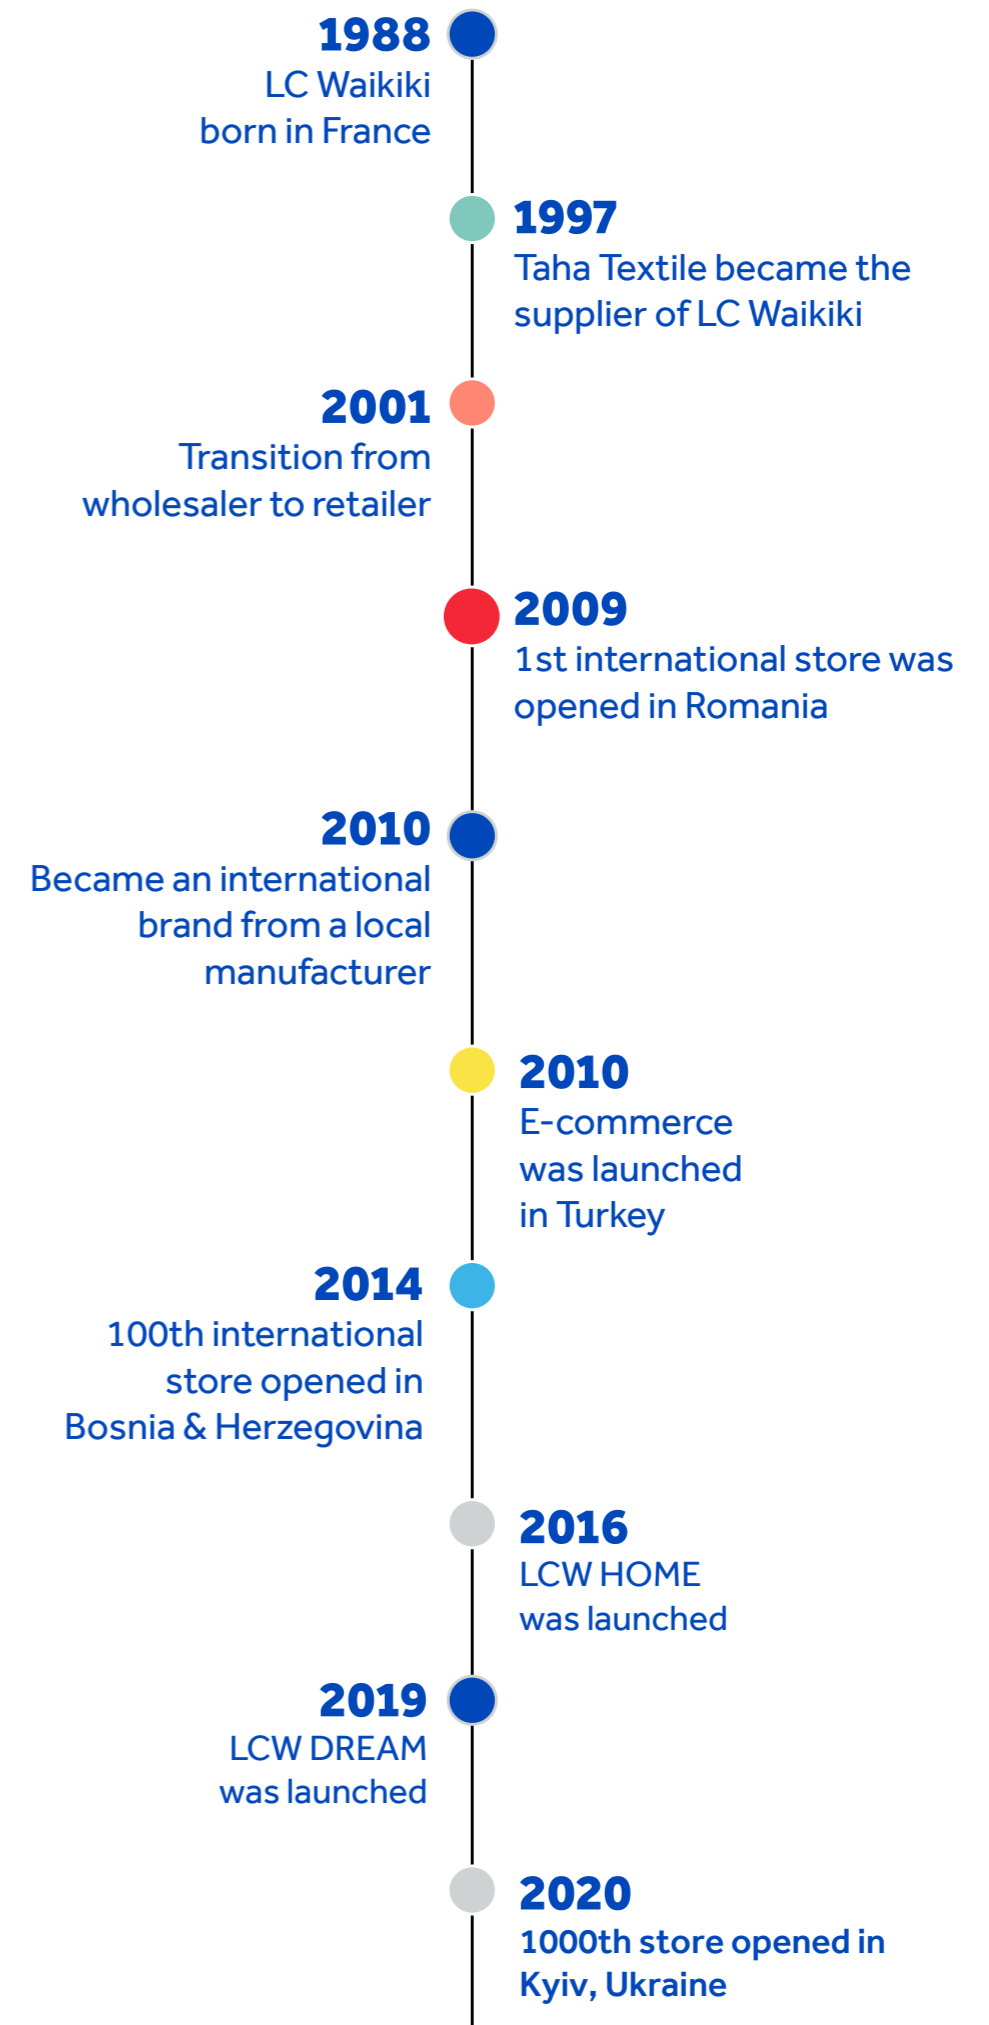 1988
LC Waikiki
born in France
1997
Taha Textile became the
supplier of LC Waikiki
2001
Transition from
wholesaler to retailer
2009
1st international store was
opened in Romania
2010
Became an international
brand from a local
manufacturer
2010
E-commerce
was launched
in Turkey
2014
100th international
store opened in
Bosnia & Herzegovina
2016
LCW HOME
was launched
2019
LCW DREAM
was launched
2020
1000th store opened in
Kyiv, Ukraine